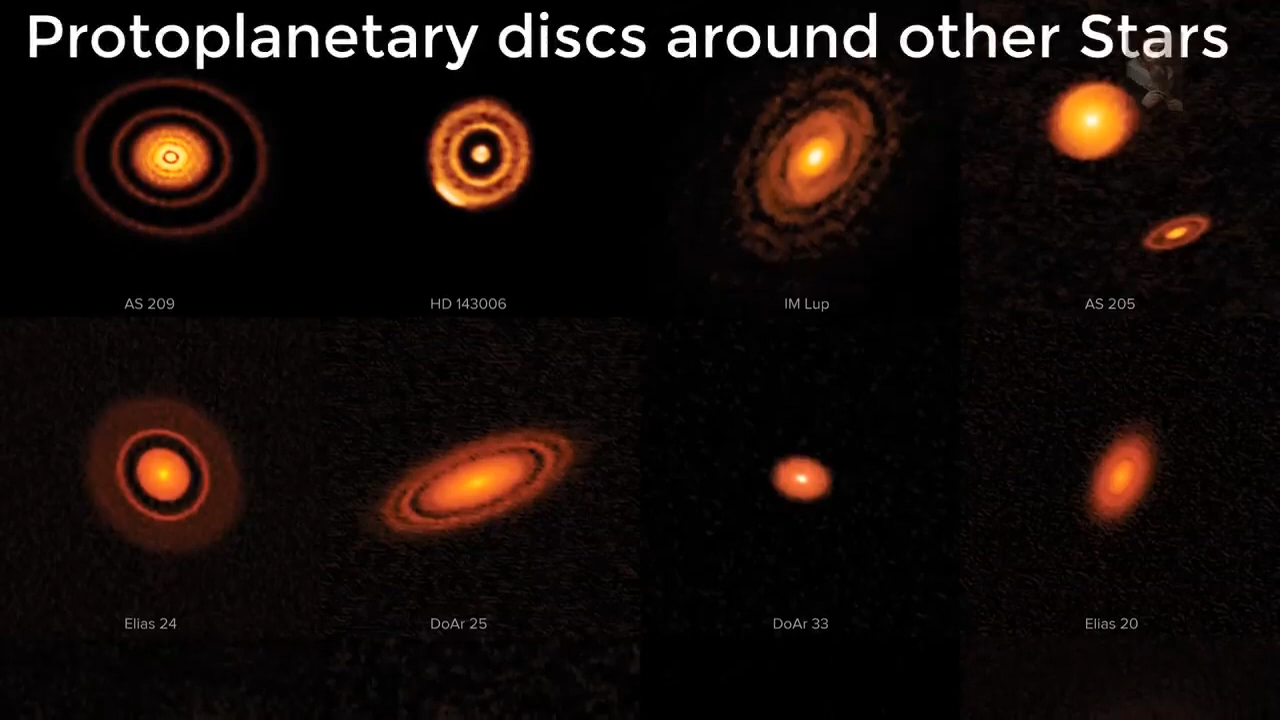 Protoplanetary discs around other Stars
AS 209
HD 143006
IM Lup
AS 205
Elias 24
DoAr 25
DoAr 33
Elias 20